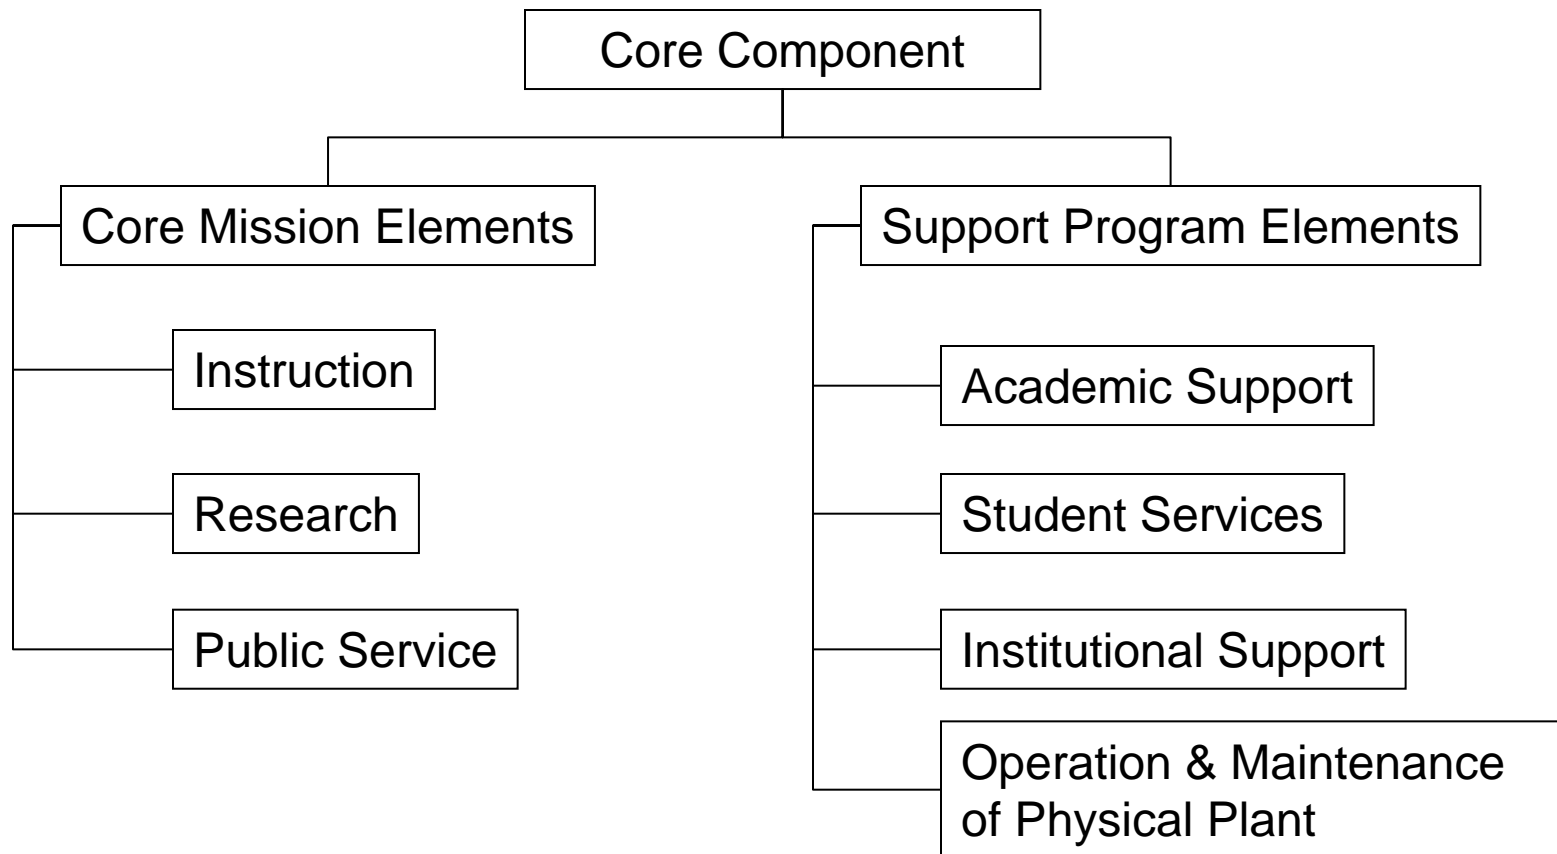 Core Component
Core Mission Elements
Instruction
Research
Public Service
Support Program Elements
Academic Support
Student Services
Institutional Support
Operation & Maintenance
of Physical Plant